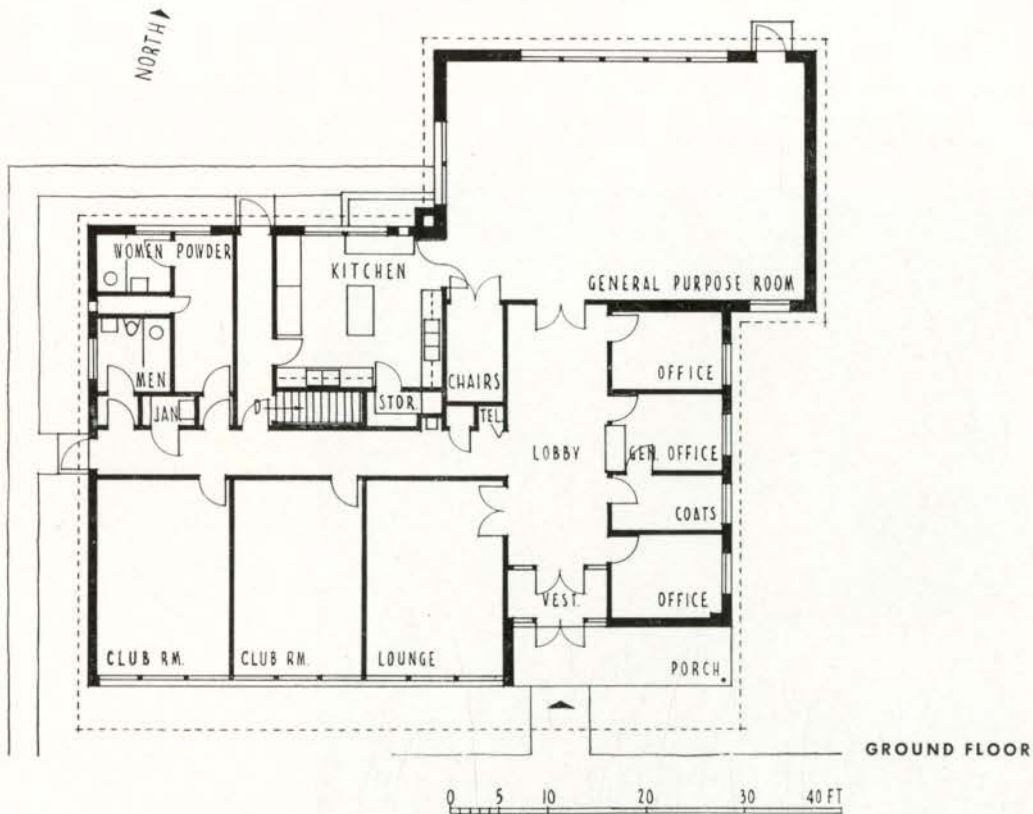 NORTH
WOMEN POWDER
KITCHEN
GENERAL PURPOSE ROOM
MEN
CHAIRS
OFFICE
JAN.
D
STOR.
TEL.
LOBBY
GEN. OFFICE
COATS
VEST.
OFFICE
CLUB RM.
CLUB RM.
LOUNGE
PORCH
GROUND FLOOR
0 5 10 20 30 40 FT